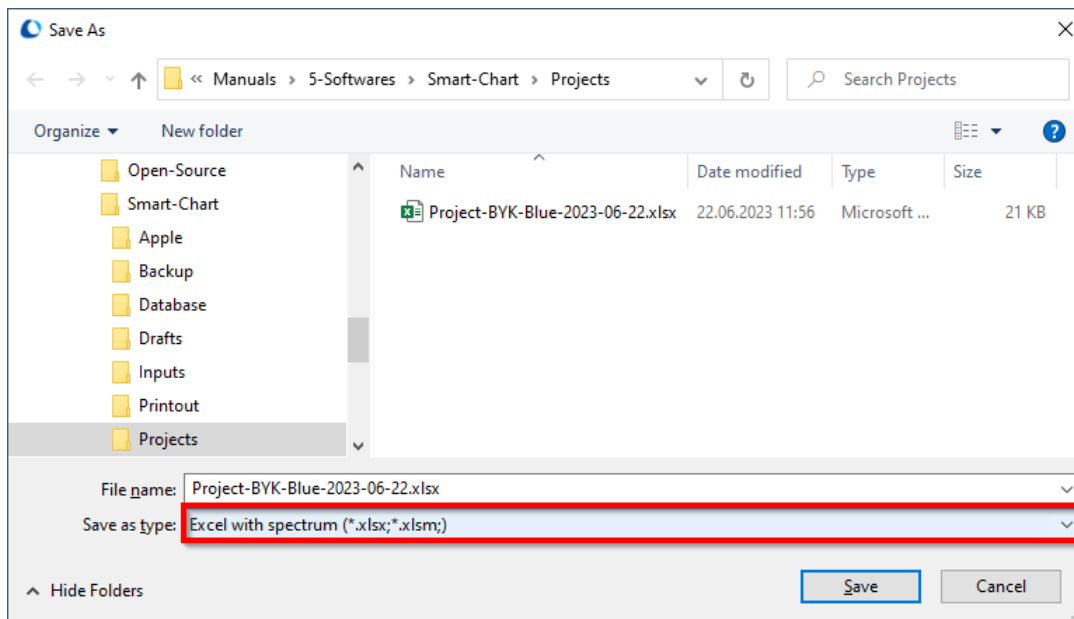 Save As
« Manuals > 5-Softwares > Smart-Chart > Projects
Search Projects
Organize New folder
?
Name Date modified Type Size
Open-Source
Smart-Chart
Apple
Backup
Database
Drafts
Inputs
Printout
Projects
Project-BYK-Blue-2023-06-22.xlsx 22.06.2023 11:56 Microsoft ... 21 KB
File name: Project-BYK-Blue-2023-06-22.xlsx
Save as type: Excel with spectrum (*.xlsx;*.xlsm;)
Hide Folders
Save Cancel